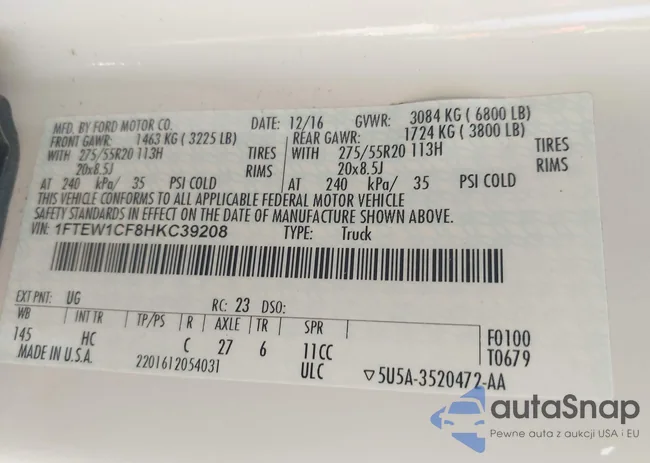 MFD. BY FORD MOTOR CO. DATE: 12/16 GVWR: 3084 KG ( 6800 LB)
FRONT GAWR: 1463 KG ( 3225 LB) REAR GAWR: 1724 KG ( 3800 LB)
WITH 275/55R20 113H TIRES WITH 275/55R20 113H TIRES
20x8.5J RIMS 20x8.5J RIMS
AT 240 kPa/ 35 PSI COLD AT 240 kPa/ 35 PSI COLD
THIS VEHICLE CONFORMS TO ALL APPLICABLE FEDERAL MOTOR VEHICLE
SAFETY STANDARDS IN EFFECT ON THE DATE OF MANUFACTURE SHOWN ABOVE.
VIN: 1FTEW1CF8HKC39208 TYPE: Truck
EXT PNT: UG RC: 23 DSO:
WB INT TR TP/PS R AXLE TR SPR
145 HC C 27 6 11CC F0100
MADE IN U.S.A. 2201612054031 ULC T0679
▽5U5A-3520472-AA
autaSnap
Pewne auta z aukcji USA i EU